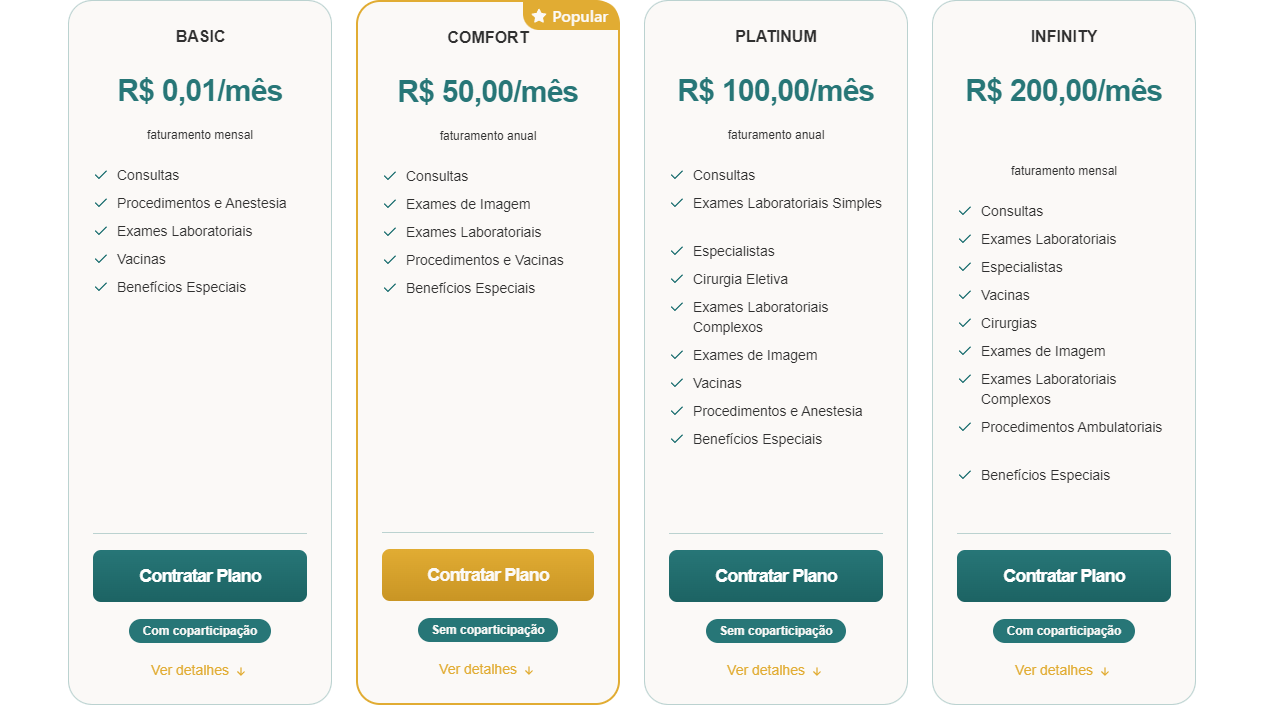 BASIC
R$ 0,01/mês
faturamento mensal
Consultas
Procedimentos e Anestesia
Exames Laboratoriais
Vacinas
Benefícios Especiais
Contratar Plano
Com coparticipação
Ver detalhes
Popular
COMFORT
R$ 50,00/mês
faturamento anual
Consultas
Exames de Imagem
Exames Laboratoriais
Procedimentos e Vacinas
Benefícios Especiais
Contratar Plano
Sem coparticipação
Ver detalhes
PLATINUM
R$ 100,00/mês
faturamento anual
Consultas
Exames Laboratoriais Simples
Especialistas
Cirurgia Eletiva
Exames Laboratoriais
Complexos
Exames de Imagem
Vacinas
Procedimentos e Anestesia
Benefícios Especiais
Contratar Plano
Sem coparticipação
Ver detalhes
INFINITY
R$ 200,00/mês
faturamento mensal
Consultas
Exames Laboratoriais
Especialistas
Vacinas
Cirurgias
Exames de Imagem
Exames Laboratoriais
Complexos
Procedimentos Ambulatoriais
Benefícios Especiais
Contratar Plano
Com coparticipação
Ver detalhes